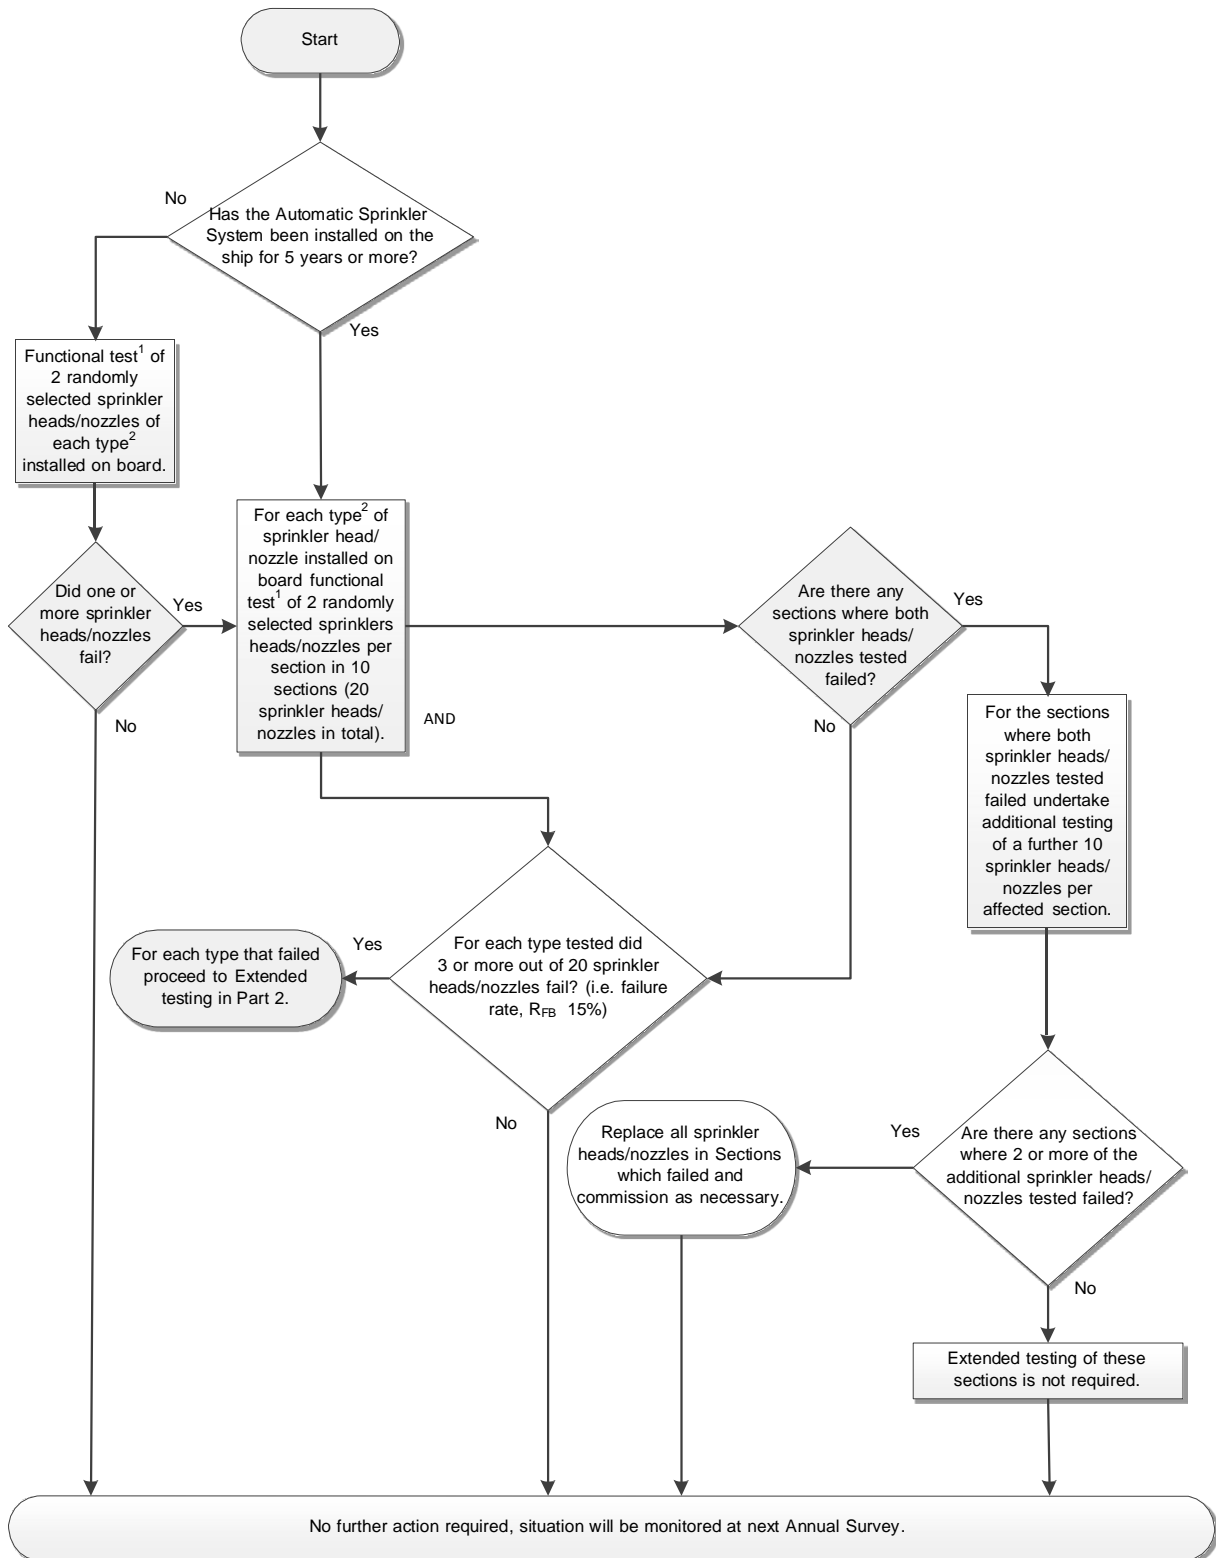 Start
No
Has the Automatic Sprinkler
System been installed on the
ship for 5 years or more?
Yes
Functional test¹ of
2 randomly
selected sprinkler
heads/nozzles of
each type²
installed on board.
Did one or
more sprinkler
heads/nozzles
fail?
Yes
No
For each type² of
sprinkler head/
nozzle installed on
board functional
test¹ of 2 randomly
selected sprinklers
heads/nozzles per
section in 10
sections (20
sprinkler heads/
nozzles in total).
AND
Are there any
sections where both
sprinkler heads/
nozzles tested
failed?
Yes
No
For the sections
where both
sprinkler heads/
nozzles tested
failed undertake
additional testing
of a further 10
sprinkler heads/
nozzles per
affected section.
For each type tested did
3 or more out of 20 sprinkler
heads/nozzles fail? (i.e. failure
rate, R_FB 15%)
Yes
For each type that failed
proceed to Extended
testing in Part 2.
No
Are there any sections
where 2 or more of the
additional sprinkler heads/
nozzles tested failed?
Yes
Replace all sprinkler
heads/nozzles in Sections
which failed and
commission as necessary.
No
Extended testing of these
sections is not required.
No further action required, situation will be monitored at next Annual Survey.